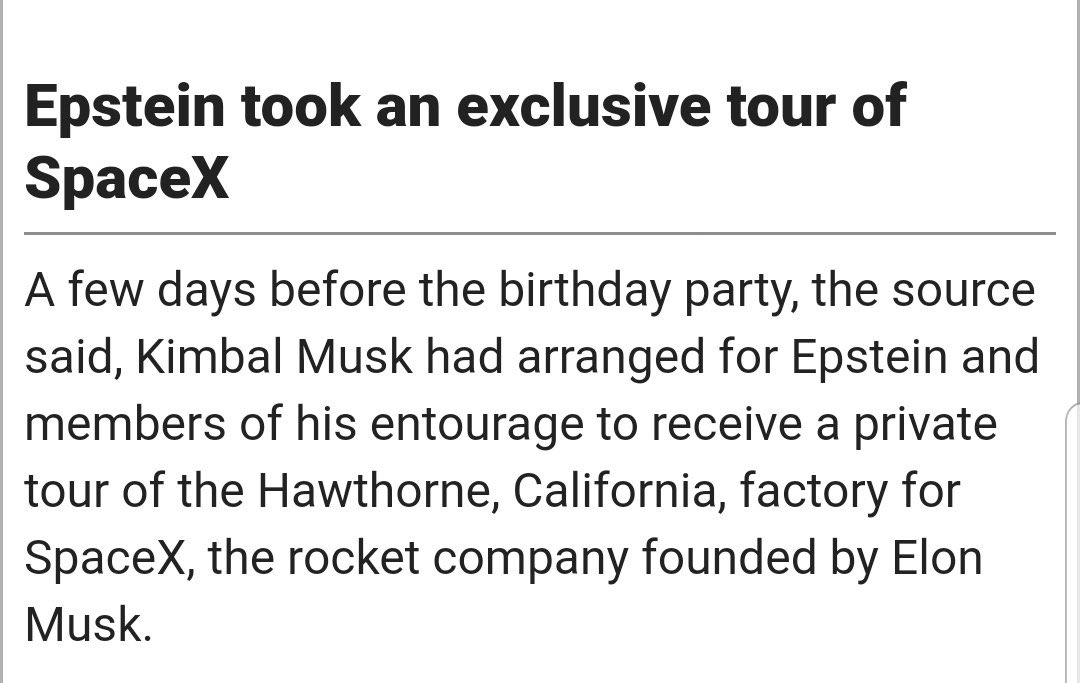 Epstein took an exclusive tour of
SpaceX
A few days before the birthday party, the source
said, Kimbal Musk had arranged for Epstein and
members of his entourage to receive a private
tour of the Hawthorne, California, factory for
SpaceX, the rocket company founded by Elon
Musk.